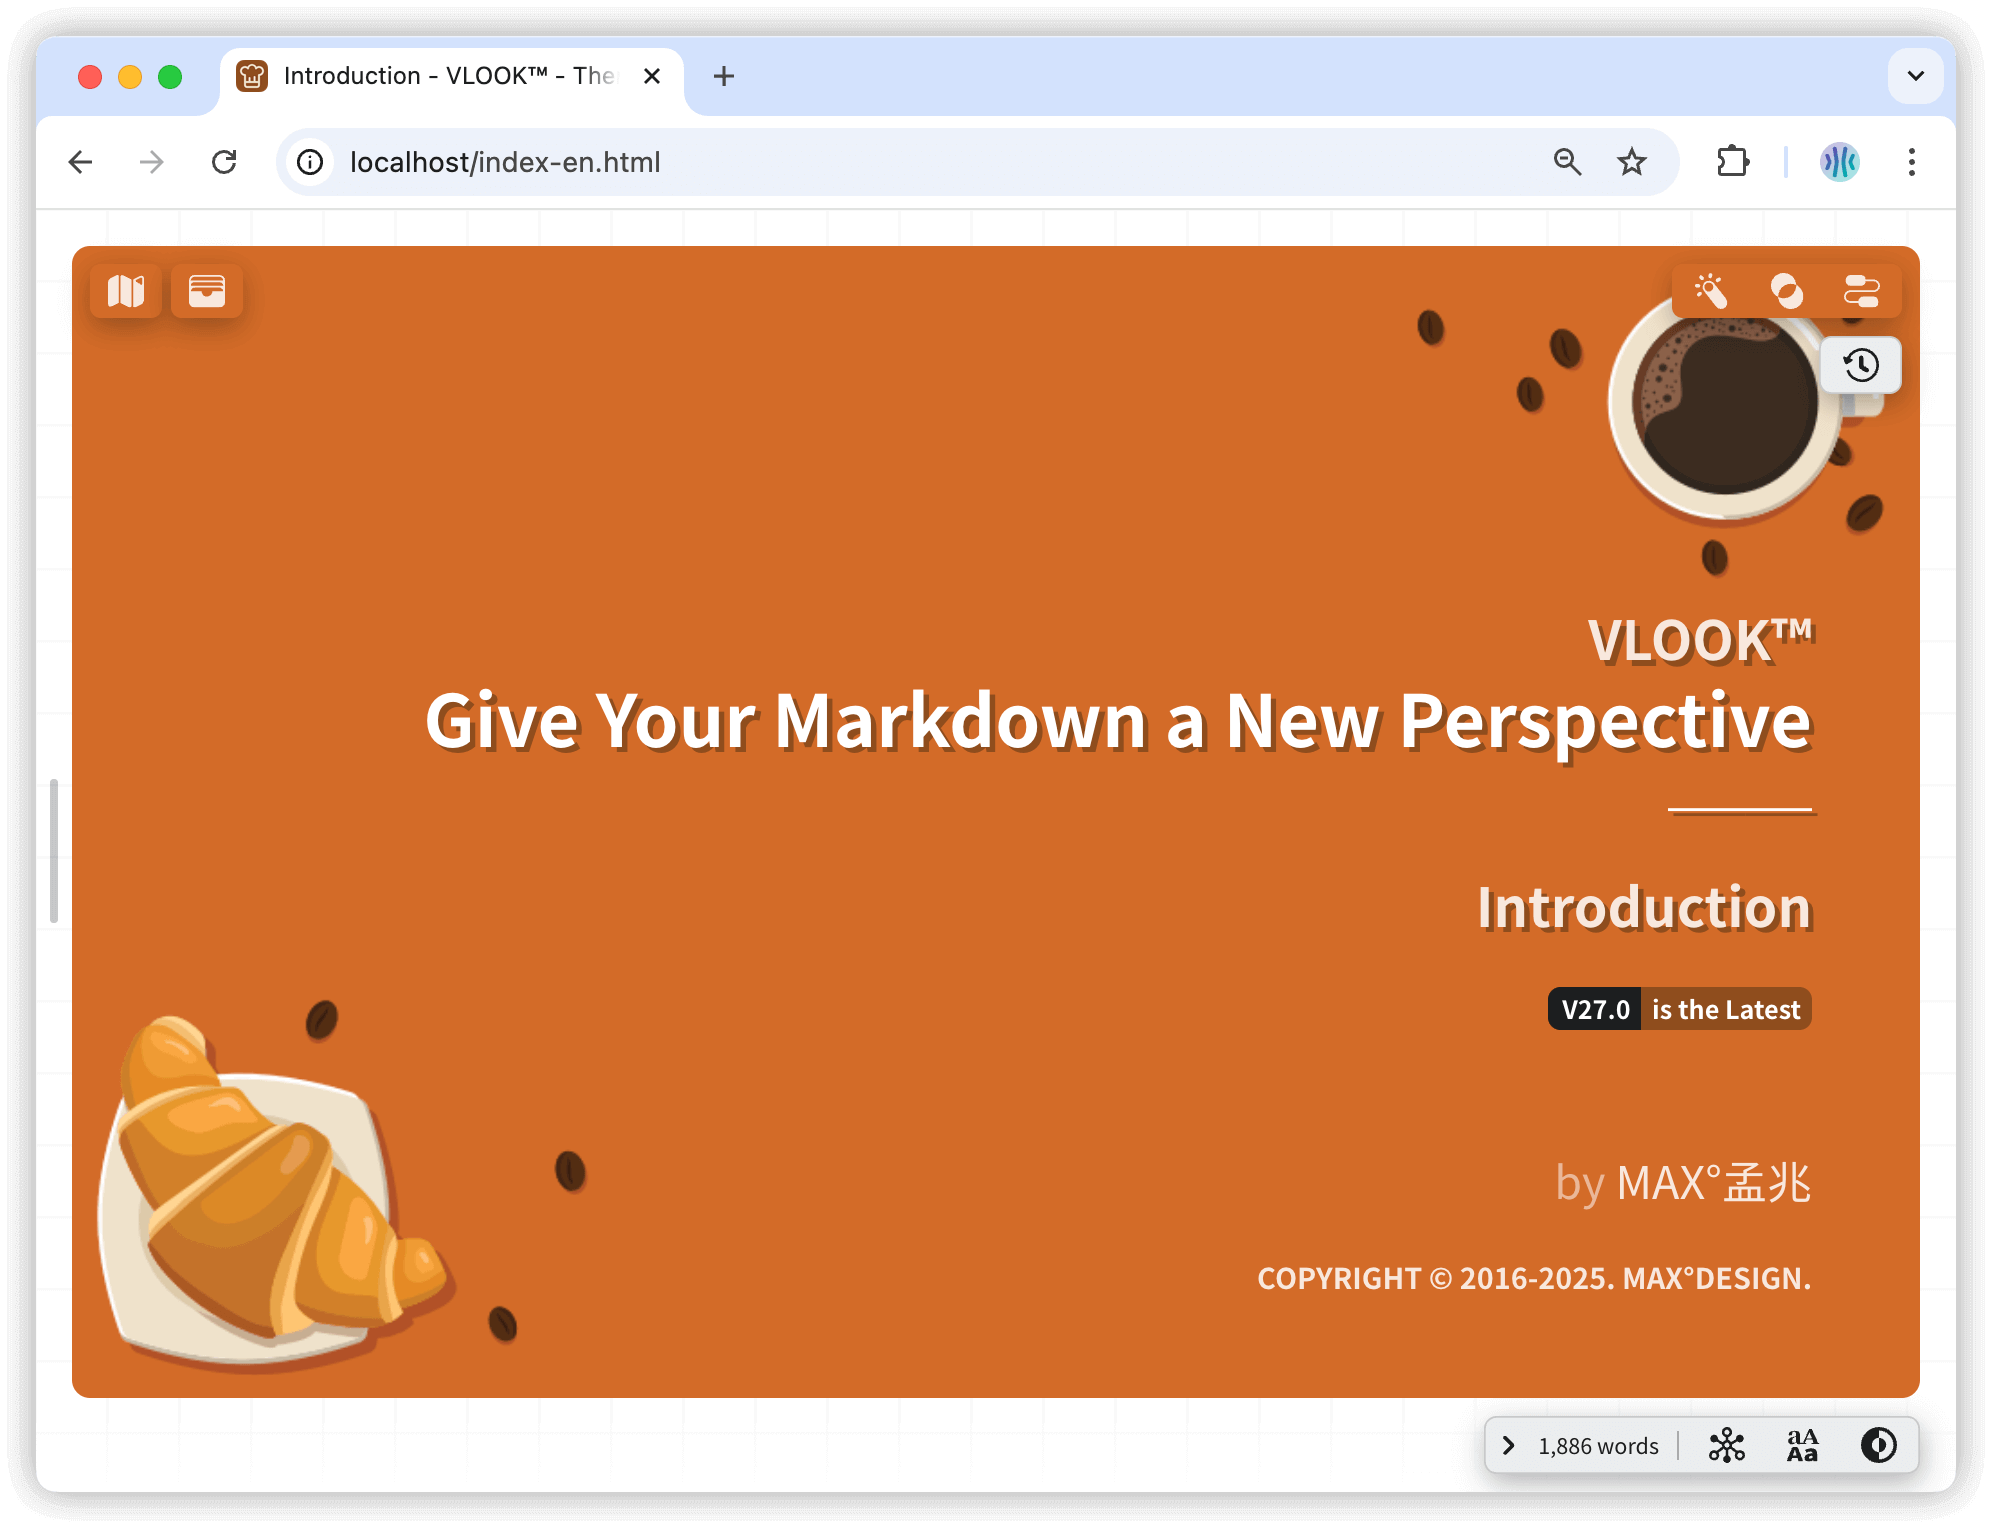 Introduction - VLOOK™ - The
localhost/index-en.html
VLOOK™
Give Your Markdown a New Perspective
Introduction
V27.0 is the Latest
by MAX°孟兆
COPYRIGHT © 2016-2025. MAX°DESIGN.
1,886 words
aA
Aa